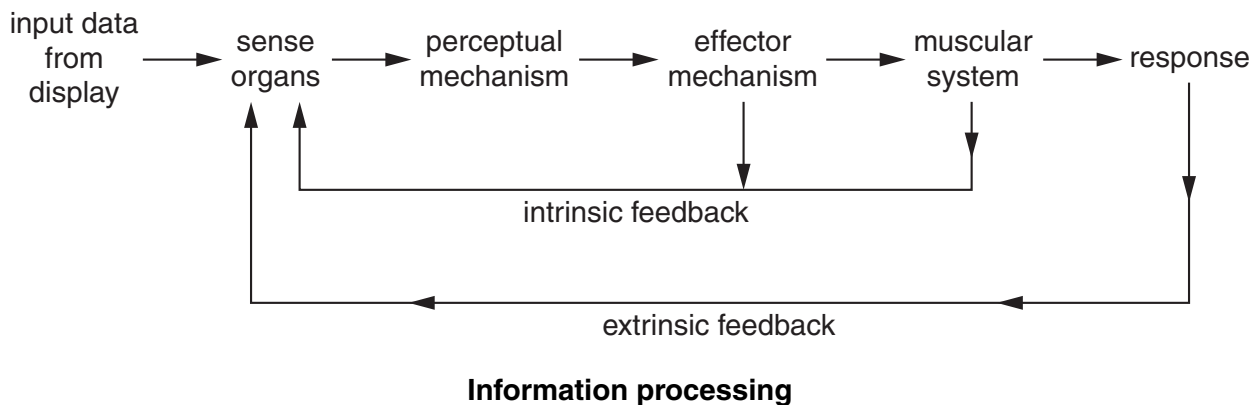 input data
from
display
sense
organs
perceptual
mechanism
effector
mechanism
muscular
system
response
intrinsic feedback
extrinsic feedback
Information processing